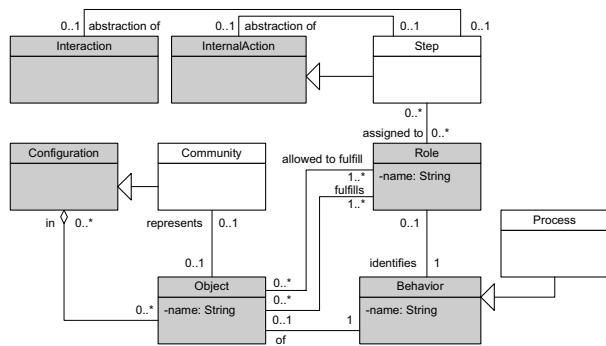 0..1 abstraction of
0..1 abstraction of
0..1
0..1
Interaction
InternalAction
Step
0..*
assigned to
0..*
Configuration
Community
allowed to fulfill
Role
1..*
-name: String
fulfills
1..*
in
0..*
represents
0..1
0..1
Process
identifies
1
0..1
Object
0..*
Behavior
0..*
-name: String
0..*
-name: String
0..1
1
of